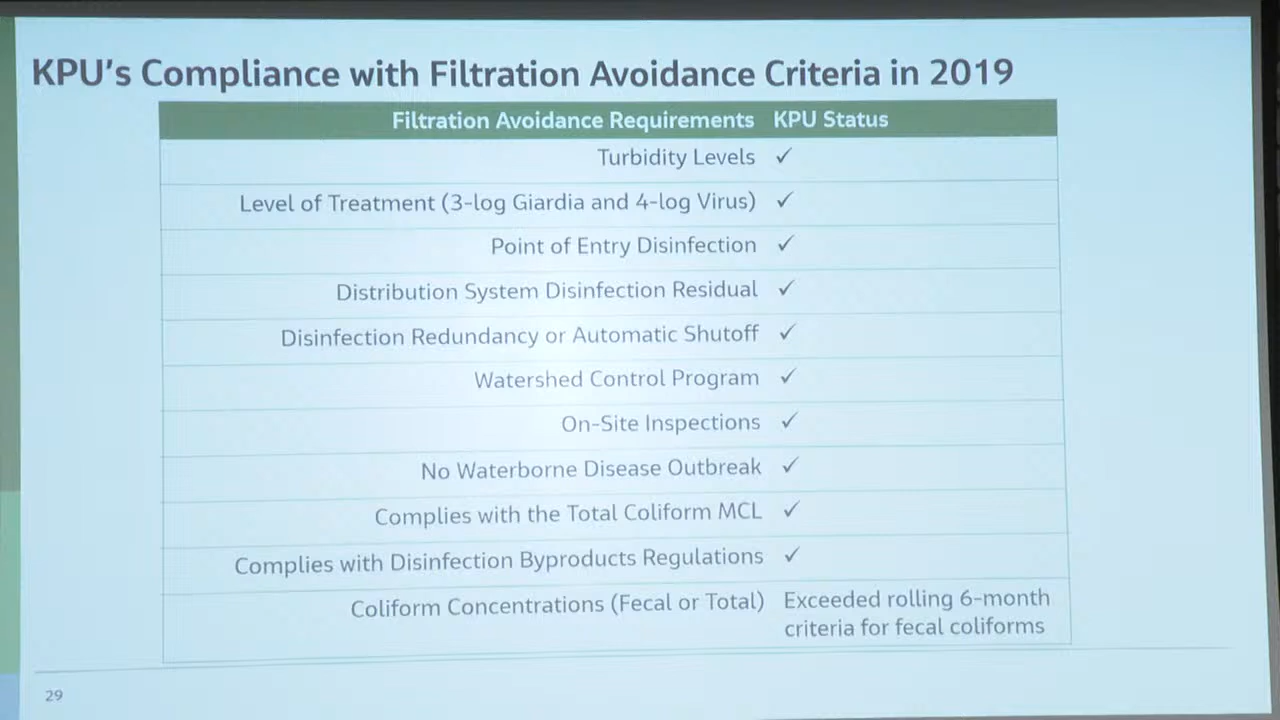 KPU's Compliance with Filtration Avoidance Criteria in 2019
Filtration Avoidance Requirements KPU Status
Turbidity Levels ✓
Level of Treatment (3-log Giardia and 4-log Virus) ✓
Point of Entry Disinfection ✓
Distribution System Disinfection Residual ✓
Disinfection Redundancy or Automatic Shutoff ✓
Watershed Control Program ✓
On-Site Inspections ✓
No Waterborne Disease Outbreak ✓
Complies with the Total Coliform MCL ✓
Complies with Disinfection Byproducts Regulations ✓
Coliform Concentrations (Fecal or Total) Exceeded rolling 6-month
criteria for fecal coliforms
29